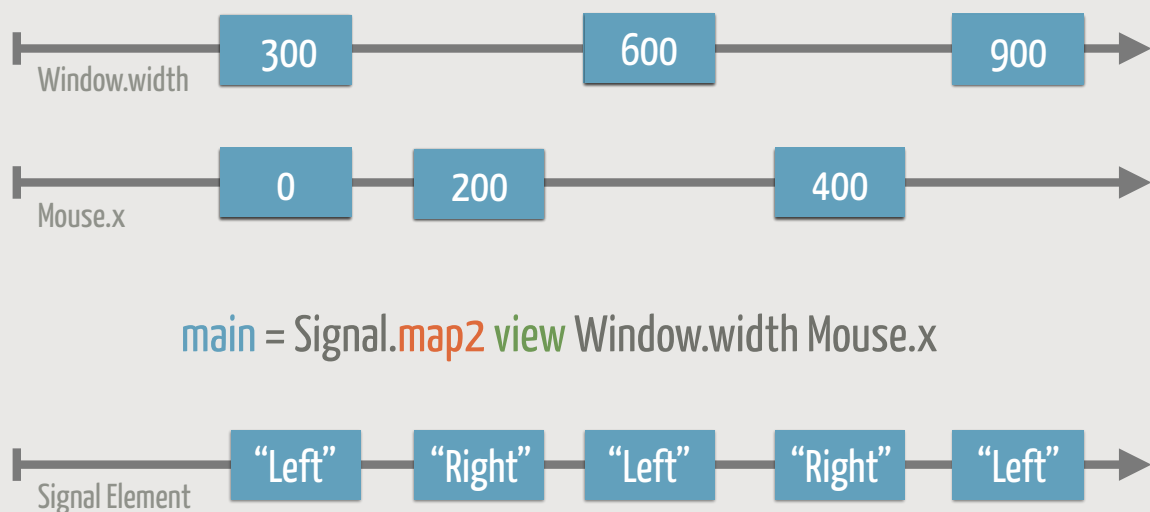 300 600 900
Window.width
0 200 400
Mouse.x
main = Signal.map2 view Window.width Mouse.x
“Left” “Right” “Left” “Right” “Left”
Signal Element